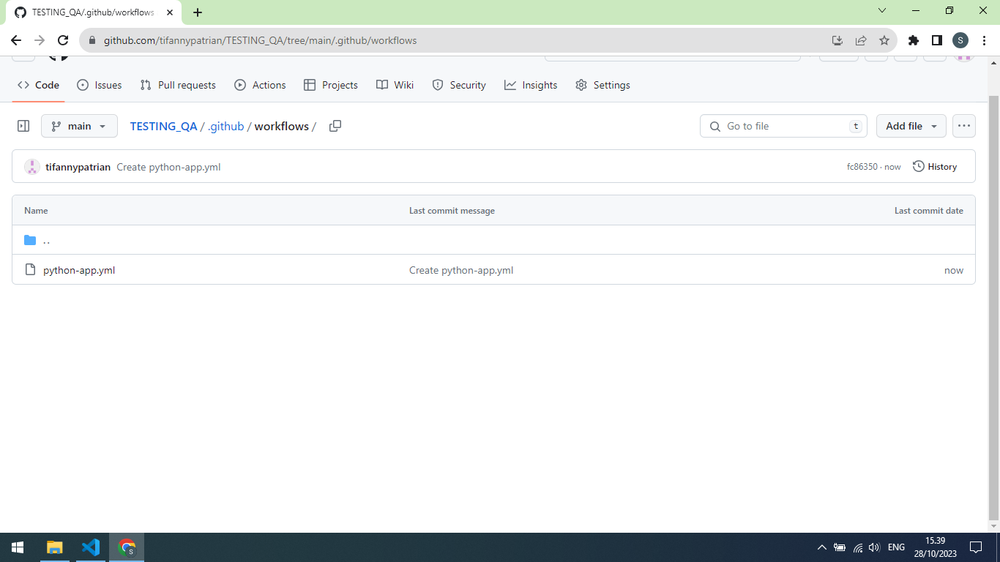 TESTING_QA/.github/workflows
github.com/tifannypatrian/TESTING_QA/tree/main/.github/workflows
S
Code Issues Pull requests Actions Projects Wiki Security Insights Settings
main TESTING_QA / .github / workflows / Go to file t Add file
tifannypatrian Create python-app.yml fc86350 · now History
Name Last commit message Last commit date
..
python-app.yml Create python-app.yml now
S ENG 15.39
28/10/2023